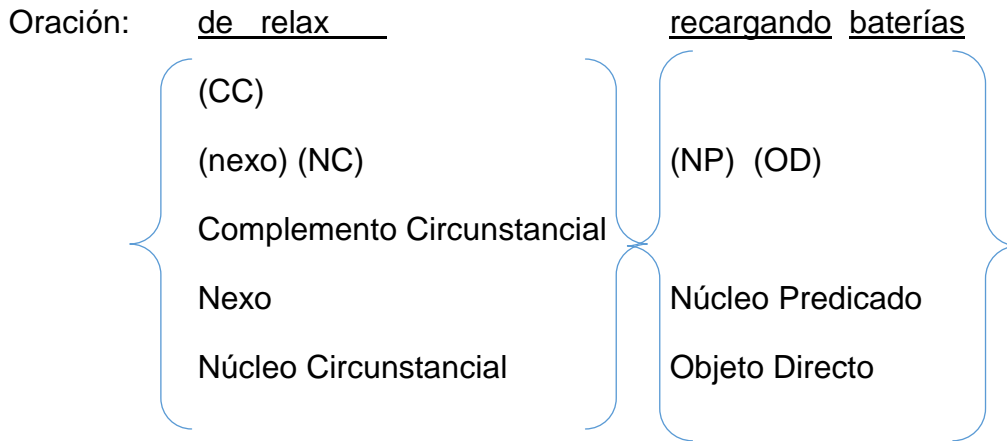 Oración: de relax recargando baterías
(CC)
(nexo) (NC) (NP) (OD)
Complemento Circunstancial
Nexo Núcleo Predicado
Núcleo Circunstancial Objeto Directo